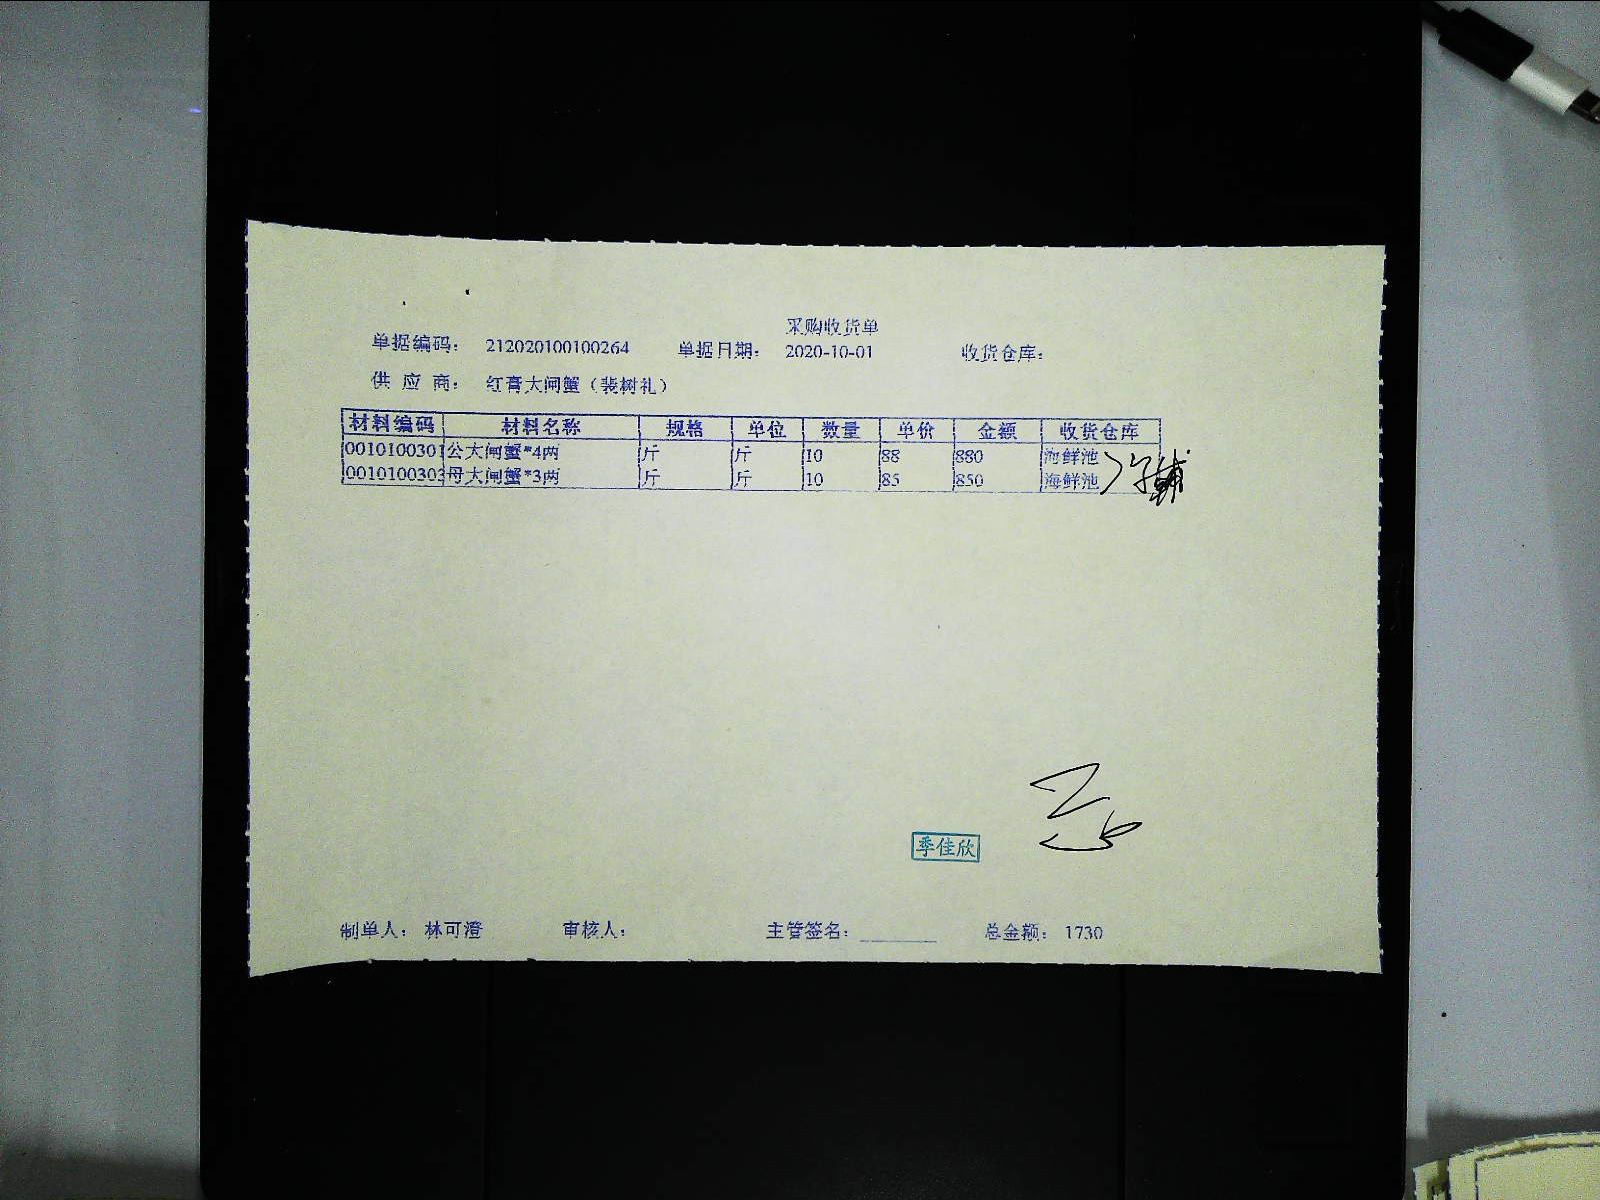 采购收货单
单据编码： 212020100100264 单据日期： 2020-10-01 收货仓库：
供 应 商： 红膏大闸蟹（裴树礼）
材料编码 材料名称 规格 单位 数量 单价 金额 收货仓库
0010100301 公大闸蟹*4两 斤 斤 10 88 880 海鲜池
0010100303 母大闸蟹*3两 斤 斤 10 85 850 海鲜池
季佳欣
制单人： 林可澄 审核人： 主管签名： 总金额： 1730